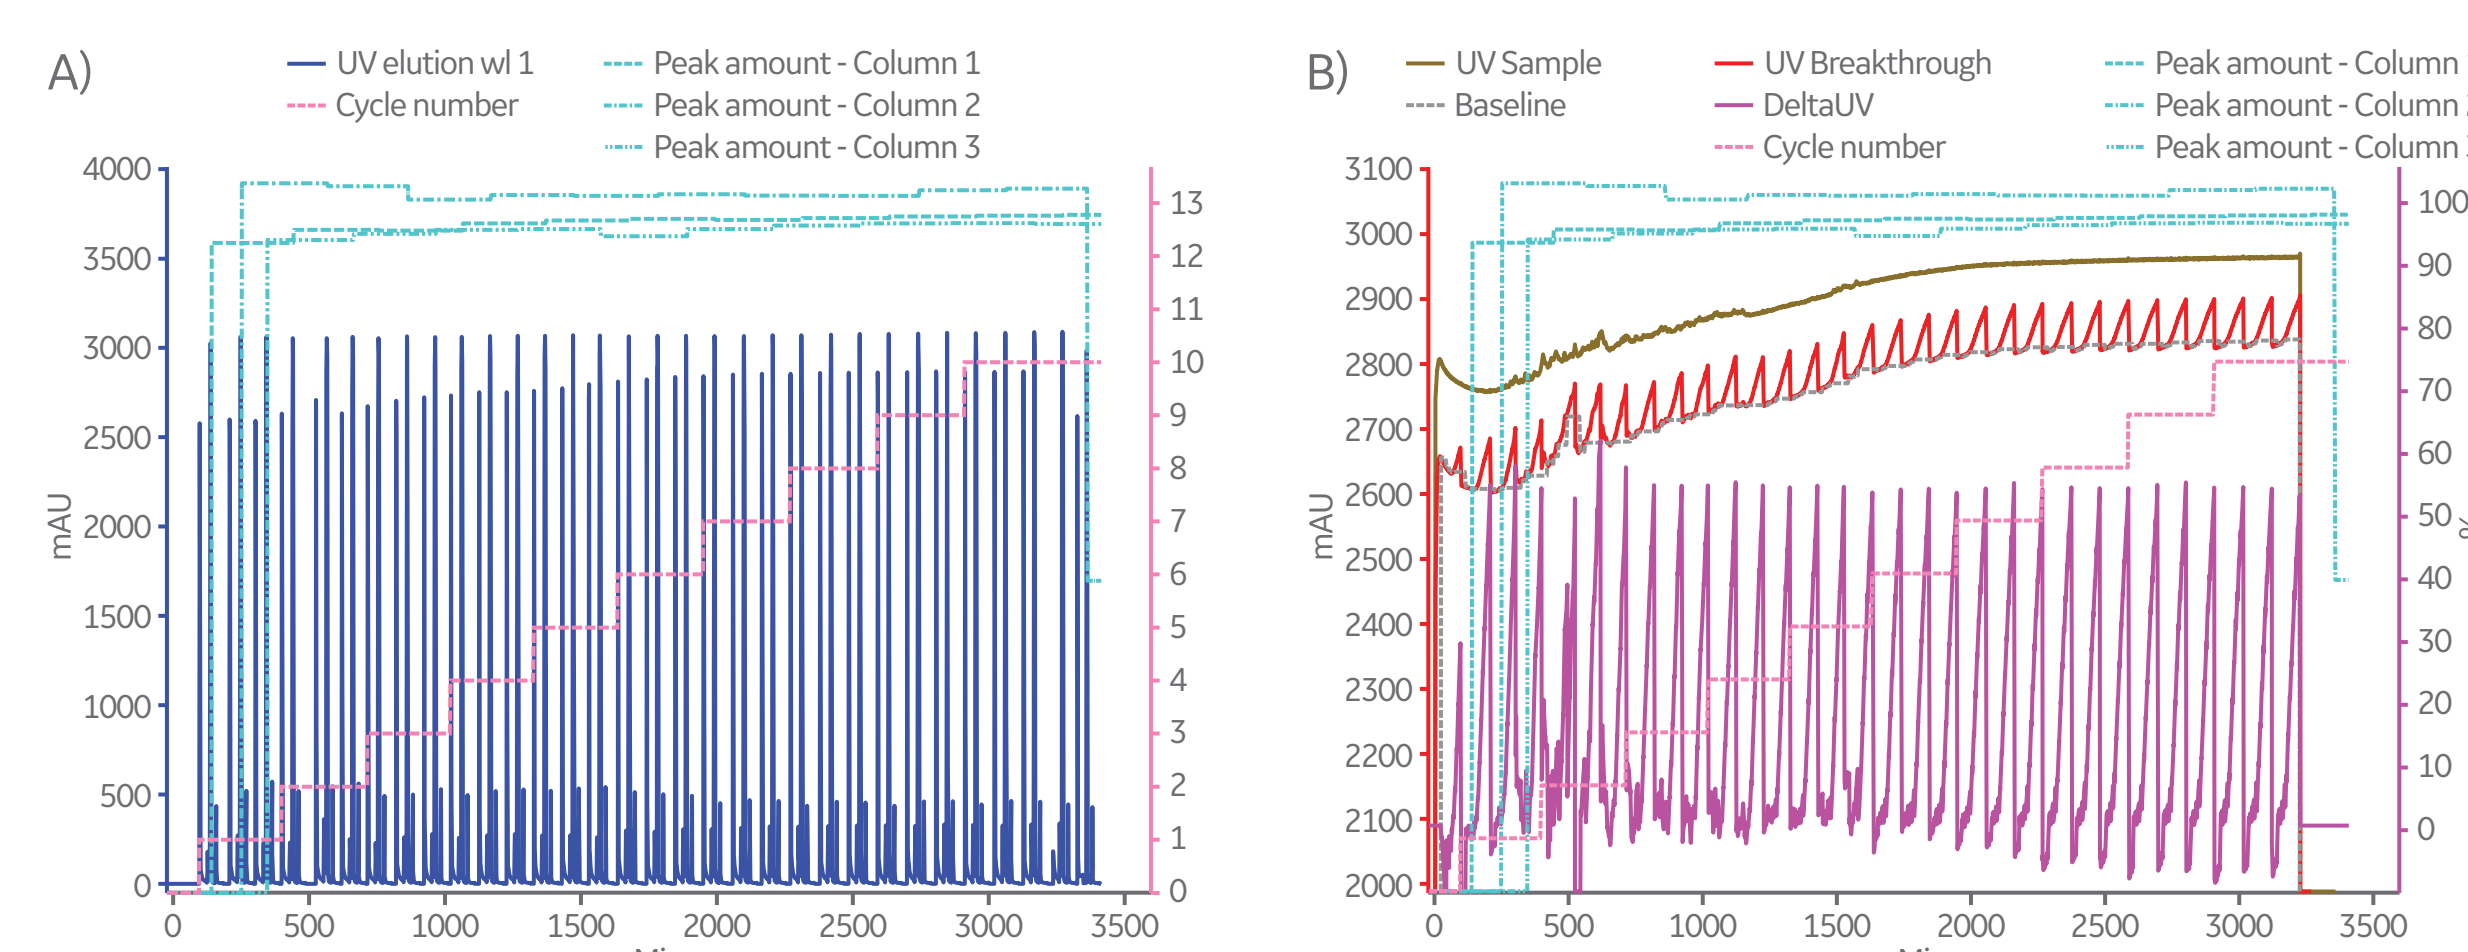 A)
UV elution wl 1
Cycle number
Peak amount - Column 1
Peak amount - Column 2
Peak amount - Column 3
4000
3500
3000
2500
2000
1500
1000
500
0
mAU
13
12
11
10
9
8
7
6
5
4
3
2
1
0
0 500 1000 1500 2000 2500 3000 3500
B)
UV Sample
Baseline
UV Breakthrough
DeltaUV
Cycle number
Peak amount - Column
Peak amount - Column
Peak amount - Column
3100
3000
2900
2800
2700
2600
2500
2400
2300
2200
2100
2000
mAU
100
90
80
70
60
50
40
30
20
10
0
0 500 1000 1500 2000 2500 3000 3500